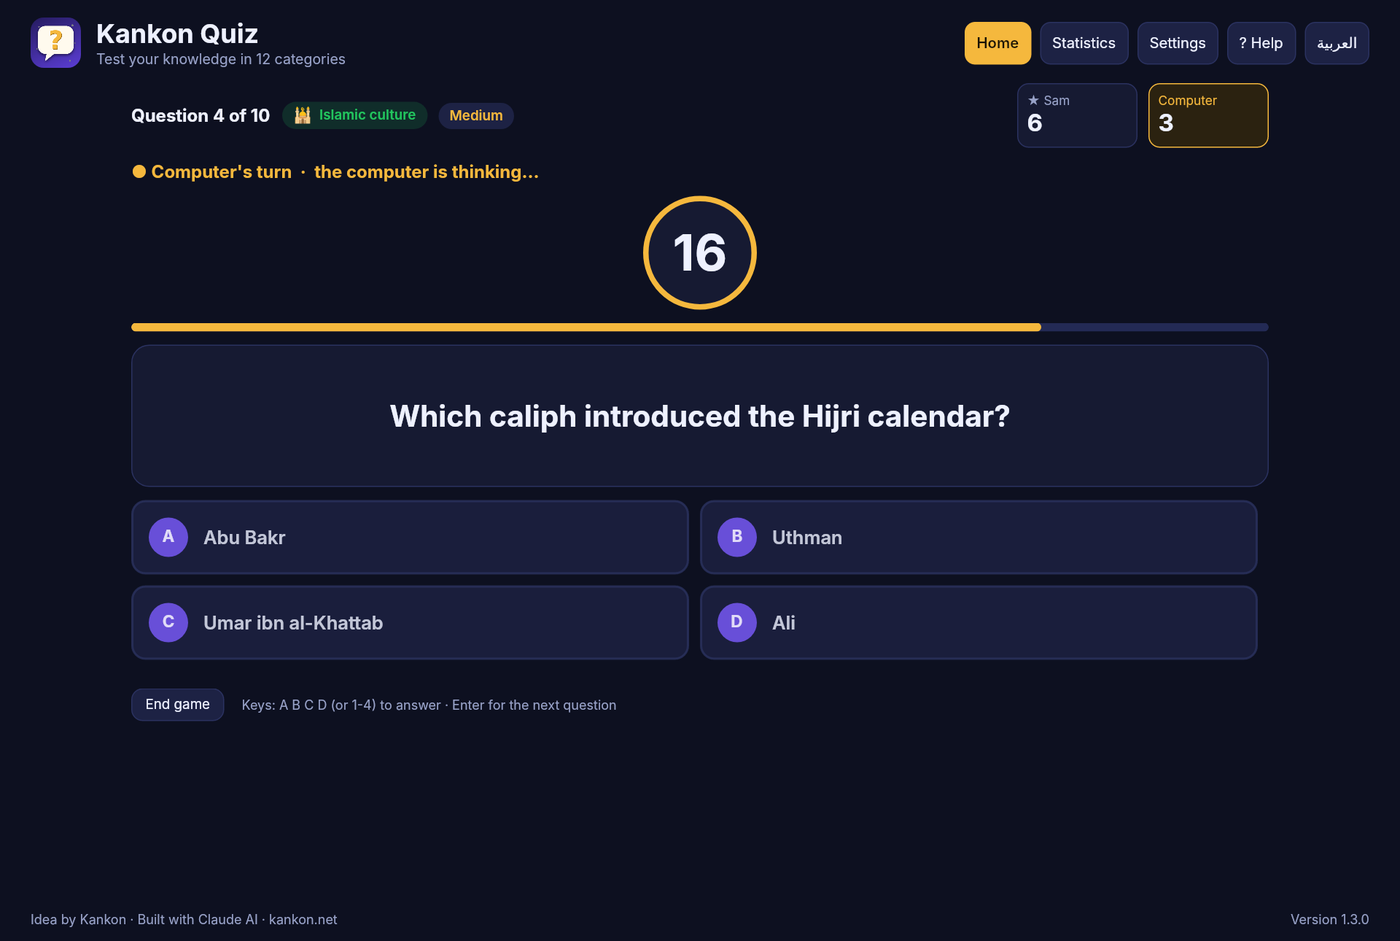 ?
Kankon Quiz
Test your knowledge in 12 categories
Home
Statistics
Settings
? Help
العربية
Question 4 of 10
Islamic culture
Medium
★ Sam
6
Computer
3
Computer's turn · the computer is thinking...
16
Which caliph introduced the Hijri calendar?
A Abu Bakr
B Uthman
C Umar ibn al-Khattab
D Ali
End game
Keys: A B C D (or 1-4) to answer · Enter for the next question
Idea by Kankon · Built with Claude AI · kankon.net
Version 1.3.0